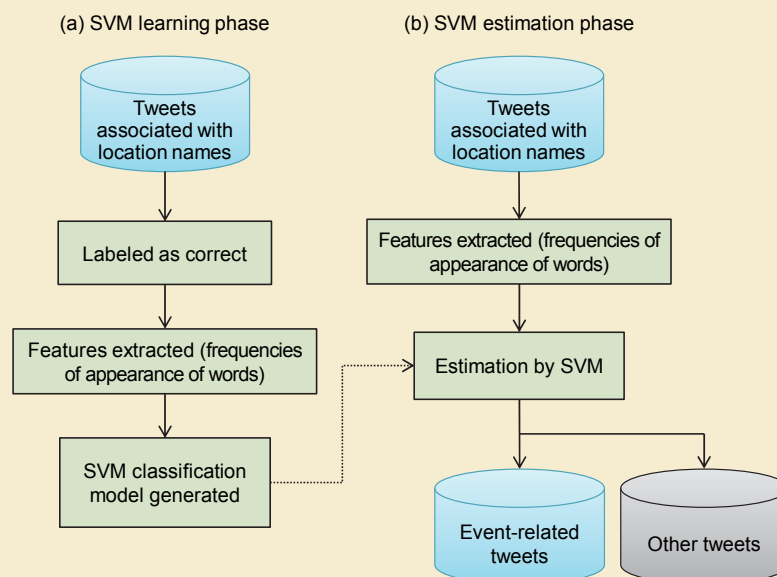 (a) SVM learning phase
Tweets
associated with
location names
Labeled as correct
Features extracted (frequencies
of appearance of words)
SVM classification
model generated
(b) SVM estimation phase
Tweets
associated with
location names
Features extracted (frequencies of
appearance of words)
Estimation by SVM
Event-related
tweets
Other tweets